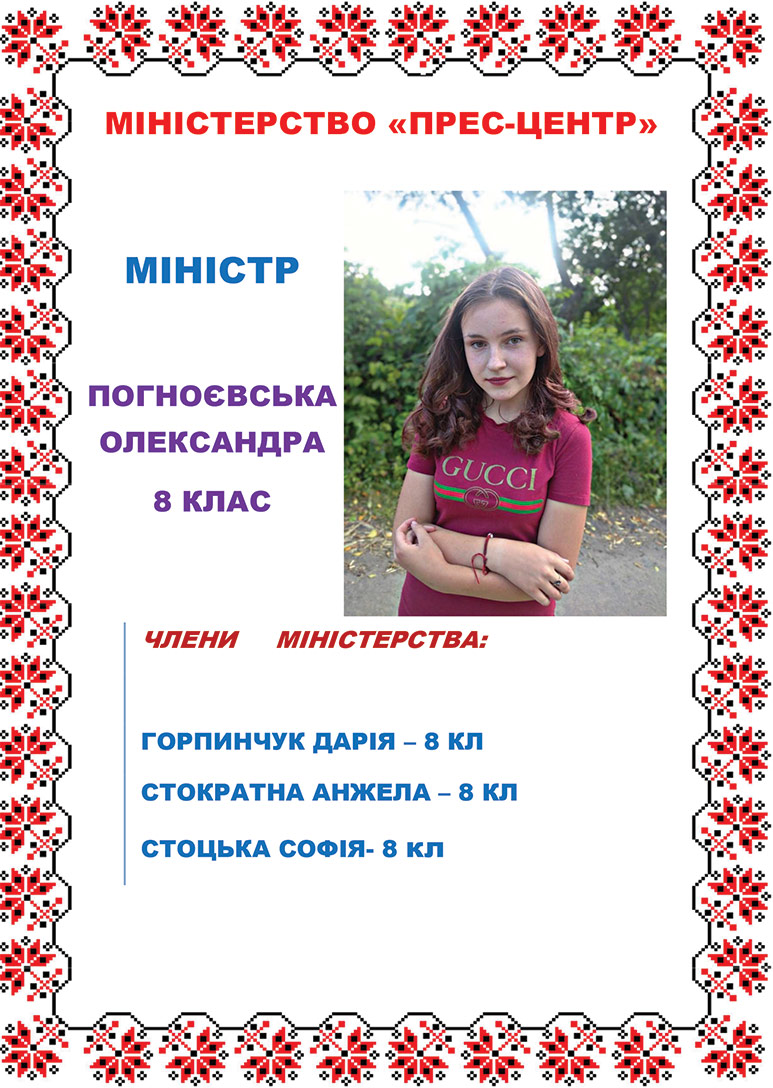 МІНІСТЕРСТВО «ПРЕС-ЦЕНТР»
МІНІСТР
ПОГНОЄВСЬКА
ОЛЕКСАНДРА
8 КЛАС
GUCCI
ЧЛЕНИ МІНІСТЕРСТВА:
ГОРПИНЧУК ДАРІЯ – 8 КЛ
СТОКРАТНА АНЖЕЛА – 8 КЛ
СТОЦЬКА СОФІЯ- 8 кл